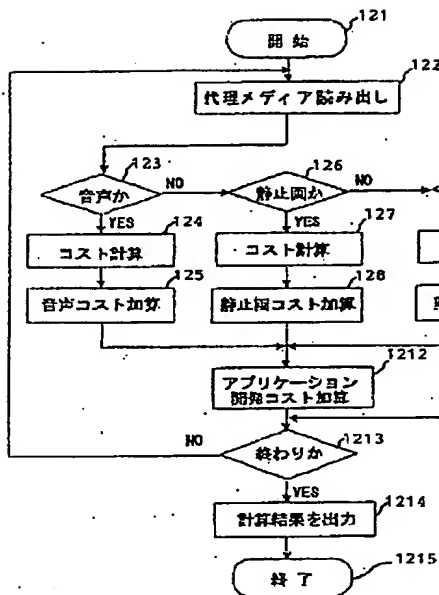 121
開始
122
代理メディア読み出し
123
音声か
NO
126
静止画か
NO
YES
124
コスト計算
YES
127
コスト計算
125
音声コスト加算
128
静止画コスト加算
1212
アプリケーション
開発コスト加算
NO
1213
終わりか
YES
1214
計算結果を出力
1215
終了